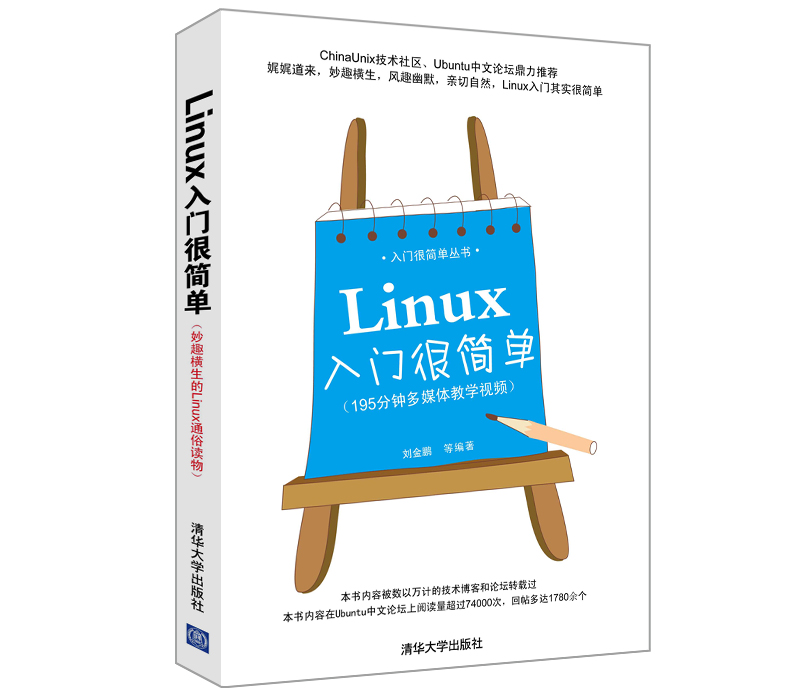 Linux入门很简单
（妙趣横生的Linux通俗读物）
清华大学出版社
ChinaUnix技术社区、Ubuntu中文论坛鼎力推荐
娓娓道来，妙趣横生，风趣幽默，亲切自然，Linux入门其实很简单
• 入门很简单丛书 •
Linux
入门很简单
（195分钟多媒体教学视频）
刘金鹏 等编著
本书内容被数以万计的技术博客和论坛转载过
本书内容在Ubuntu中文论坛上阅读量超过74000次，回帖多达1780余个
清华大学出版社